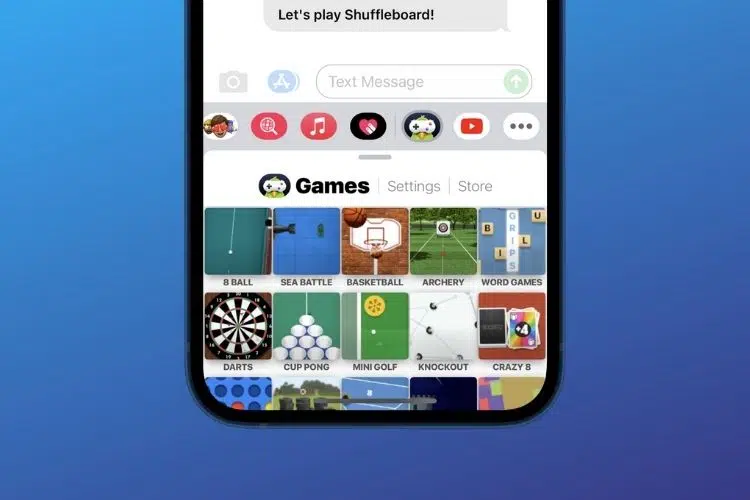 Let's play Shuffleboard!
Text Message
Games Settings Store
8 BALL SEA BATTLE BASKETBALL ARCHERY WORD GAMES
DARTS CUP PONG MINI GOLF KNOCKOUT CRAZY 8